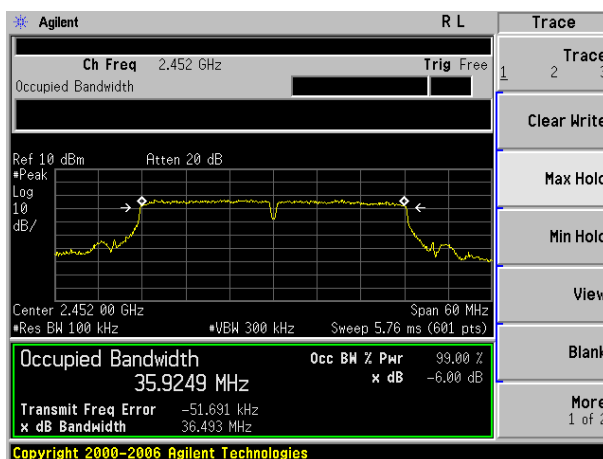 Agilent R L Trace
Ch Freq 2.452 GHz Trig Free
Occupied Bandwidth
Trace
1 2 3
Clear Write
Max Hold
Min Hold
View
Blank
More
1 of 2
Ref 10 dBm Atten 20 dB
#Peak
Log
10
dB/
Center 2.452 00 GHz Span 60 MHz
#Res BW 100 kHz #VBW 300 kHz Sweep 5.76 ms (601 pts)
Occupied Bandwidth Occ BW % Pwr 99.00 %
35.9249 MHz x dB -6.00 dB
Transmit Freq Error -51.691 kHz
x dB Bandwidth 36.493 MHz
Copyright 2000-2006 Agilent Technologies